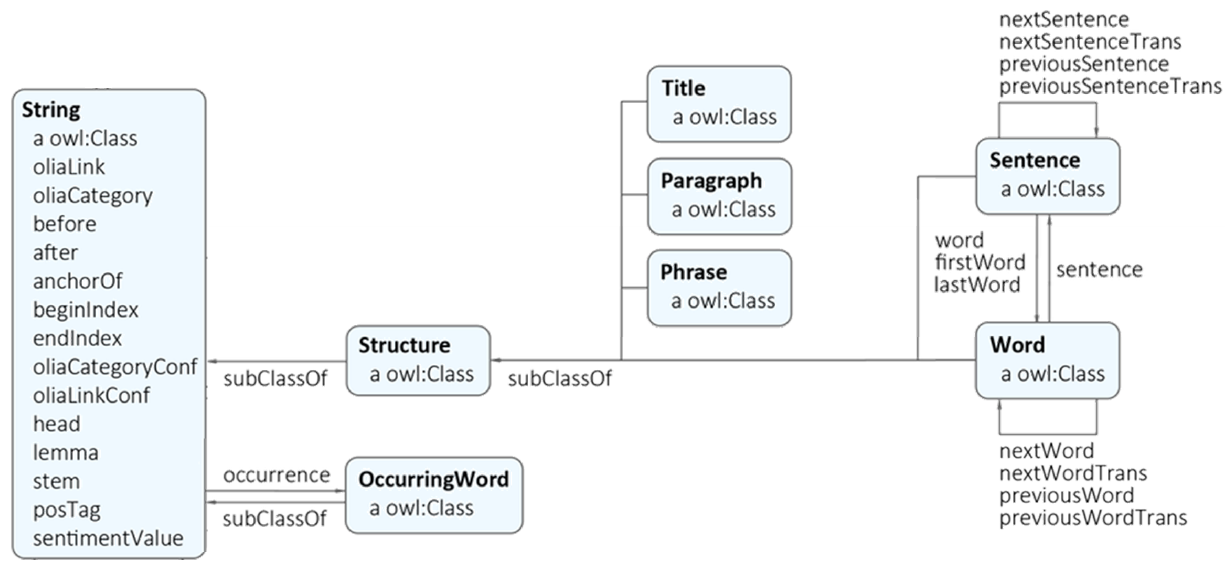 String
a owl:Class
oliaLink
oliaCategory
before
after
anchorOf
beginIndex
endIndex
oliaCategoryConf
oliaLinkConf
head
lemma
stem
posTag
sentimentValue
subClassOf
Structure
a owl:Class
subClassOf
occurrence
subClassOf
OccurringWord
a owl:Class
Title
a owl:Class
Paragraph
a owl:Class
Phrase
a owl:Class
nextSentence
nextSentenceTrans
previousSentence
previousSentenceTrans
Sentence
a owl:Class
word
firstWord
lastWord
sentence
Word
a owl:Class
nextWord
nextWordTrans
previousWord
previousWordTrans